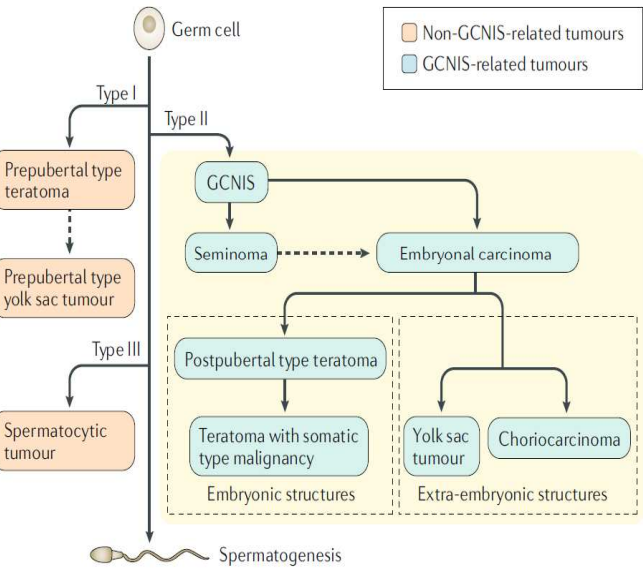 Germ cell
Non-GCNIS-related tumours
GCNIS-related tumours
Type I
Type II
Prepubertal type
teratoma
GCNIS
Seminoma
Embryonal carcinoma
Prepubertal type
yolk sac tumour
Type III
Postpubertal type teratoma
Spermatocytic
tumour
Teratoma with somatic
type malignancy
Yolk sac
tumour
Choriocarcinoma
Embryonic structures
Extra-embryonic structures
Spermatogenesis